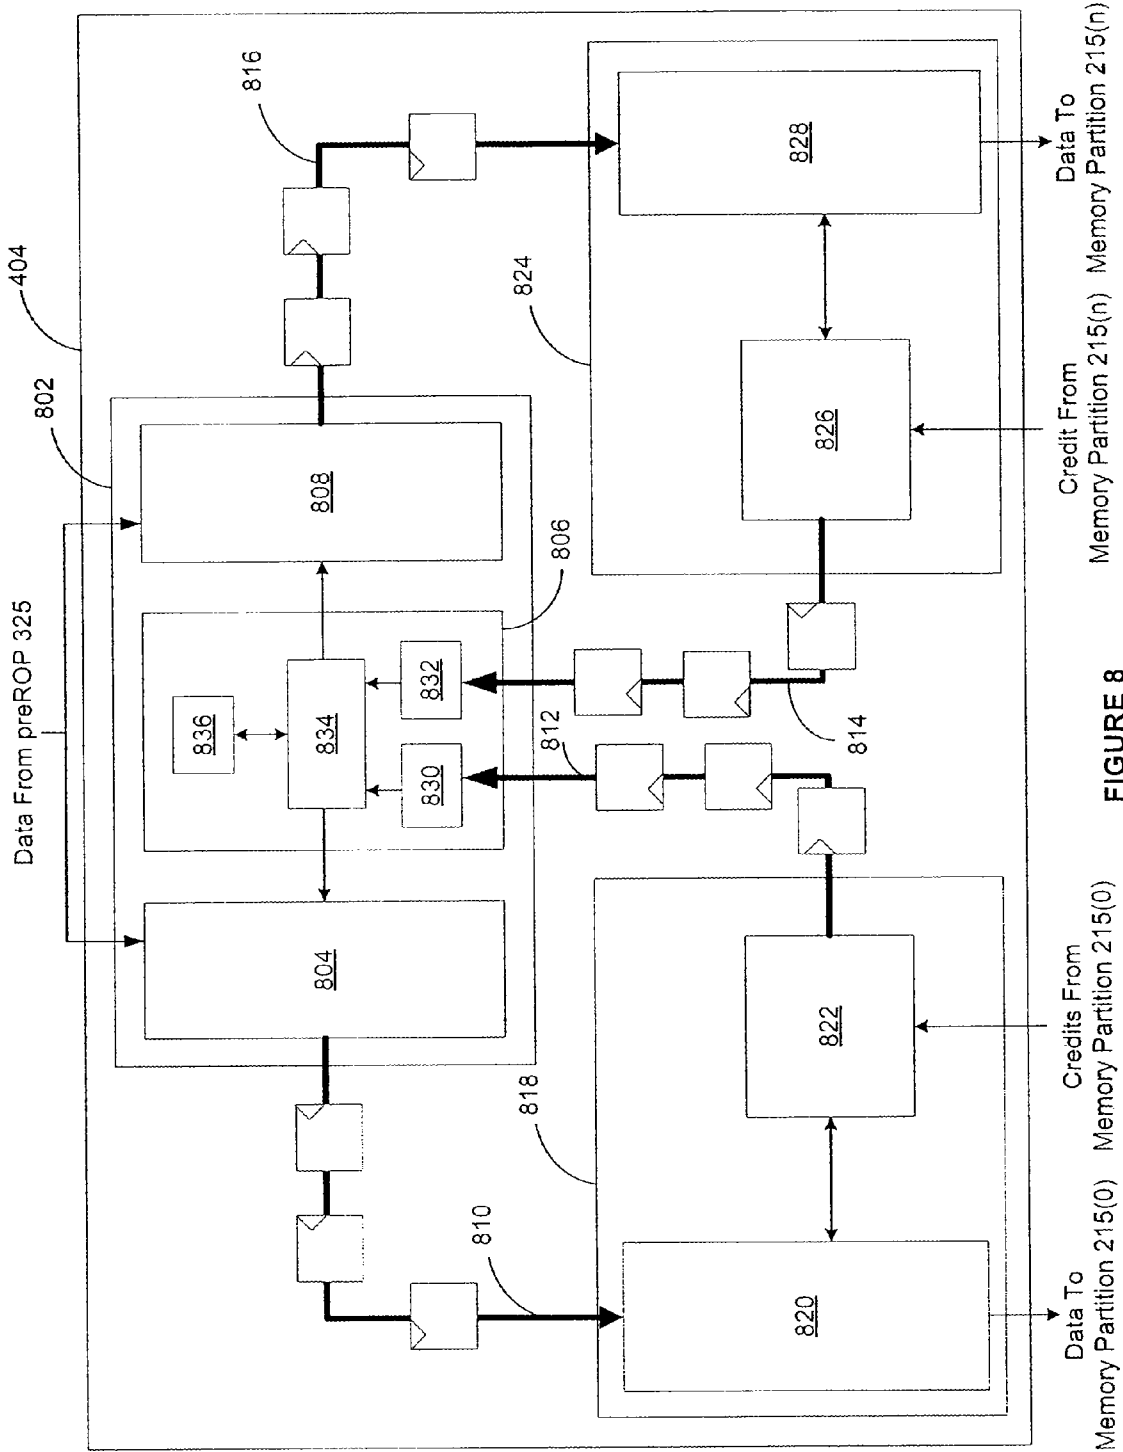 404
802
816
Data From preROP 325
808
806
836
834
832
830
804
812
814
810
824
828
826
818
822
820
Data To
Memory Partition 215(n)
Credit From
Memory Partition 215(n)
Credits From
Memory Partition 215(0)
Data To
Memory Partition 215(0)
FIGURE 8